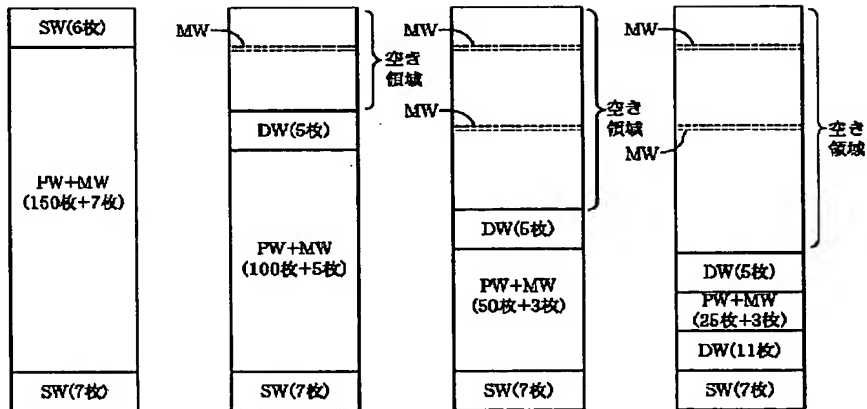 SW(6枚)
PW+MW
(150枚+7枚)
SW(7枚)
MW
空き
領域
DW(5枚)
PW+MW
(100枚+5枚)
SW(7枚)
MW
MW
空き
領域
DW(5枚)
PW+MW
(50枚+3枚)
SW(7枚)
MW
MW
空き
領域
DW(5枚)
PW+MW
(25枚+3枚)
DW(11枚)
SW(7枚)